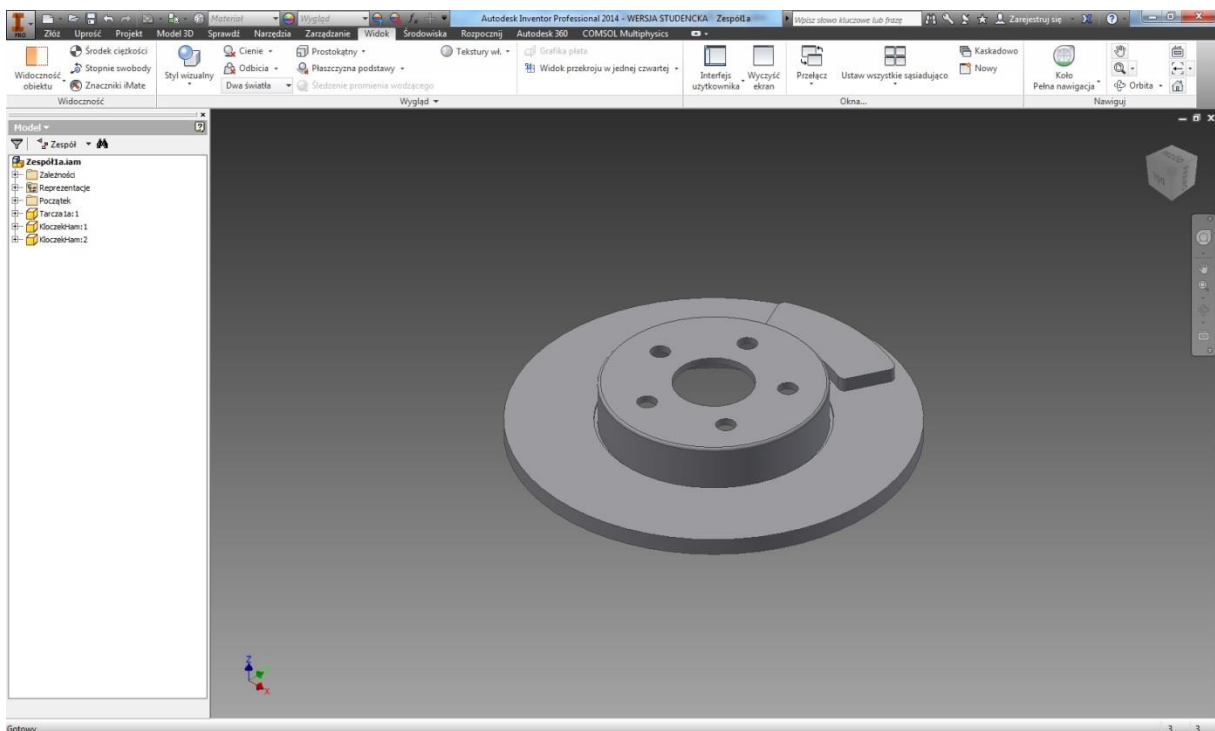 Materiał Wygląd Autodesk Inventor Professional 2014 - WERSJA STUDENCKA Zespół1a Wpisz słowa kluczowe lub frazę Zarejestruj się
PRO Złóż Uprość Projekt Model 3D Sprawdź Narzędzia Zarządzanie Widok Środowiska Rozpocznij Autodesk 360 COMSOL Multiphysics
Widoczność obiektu
Środek ciężkości
Stopnie swobody
Znaczniki iMate
Widoczność
Styl wizualny
Cienie
Odbicia
Dwa światła
Prostokątny
Płaszczyzna podstawy
Śledzenie promienia wodzącego
Tekstury wł.
Wygląd
Grafika płata
Widok przekroju w jednej czwartej
Interfejs użytkownika
Wyczyść ekran
Przełącz
Ustaw wszystkie sąsiadująco
Kaskadowo
Nowy
Okna...
Koło
Pełna nawigacja
Orbita
Nawiguj
Model
Zespół
Zespół1a.iam
Zależności
Reprezentacje
Początek
Tarcza1a:1
KloczekHam:1
KloczekHam:2
Z
X
Gotowy 3 3